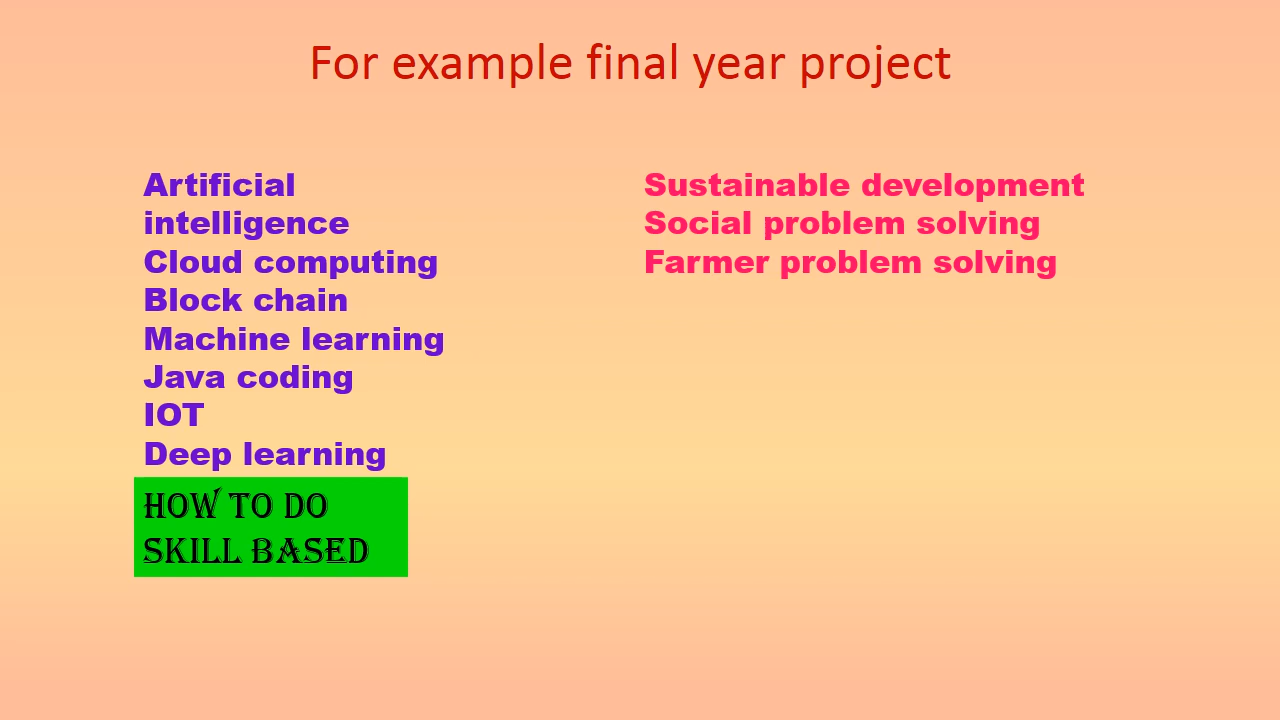 For example final year project
Artificial
intelligence
Cloud computing
Block chain
Machine learning
Java coding
IOT
Deep learning
HOW TO DO
SKILL BASED
Sustainable development
Social problem solving
Farmer problem solving